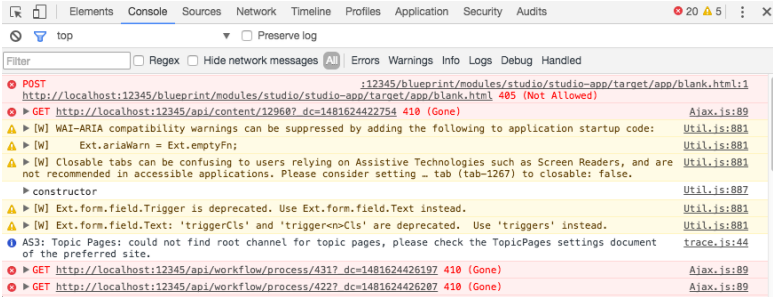 Elements Console Sources Network Timeline Profiles Application Security Audits 20 5
top Preserve log
Filter Regex Hide network messages All Errors Warnings Info Logs Debug Handled
POST :12345/blueprint/modules/studio/studio-app/target/app/blank.html:1
http://localhost:12345/blueprint/modules/studio/studio-app/target/app/blank.html 405 (Not Allowed)
GET http://localhost:12345/api/content/12960?_dc=1481624422754 410 (Gone) Ajax.js:89
[W] WAI-ARIA compatibility warnings can be suppressed by adding the following to application startup code: Util.js:881
[W] Ext.ariaWarn = Ext.emptyFn; Util.js:881
[W] Closable tabs can be confusing to users relying on Assistive Technologies such as Screen Readers, and are Util.js:881
not recommended in accessible applications. Please consider setting … tab (tab-1267) to closable: false.
constructor Util.js:887
[W] Ext.form.field.Trigger is deprecated. Use Ext.form.field.Text instead. Util.js:881
[W] Ext.form.field.Text: 'triggerCls' and 'trigger<n>Cls' are deprecated. Use 'triggers' instead. Util.js:881
AS3: Topic Pages: could not find root channel for topic pages, please check the TopicPages settings document trace.js:44
of the preferred site.
GET http://localhost:12345/api/workflow/process/431?_dc=1481624426197 410 (Gone) Ajax.js:89
GET http://localhost:12345/api/workflow/process/422?_dc=1481624426207 410 (Gone) Ajax.js:89